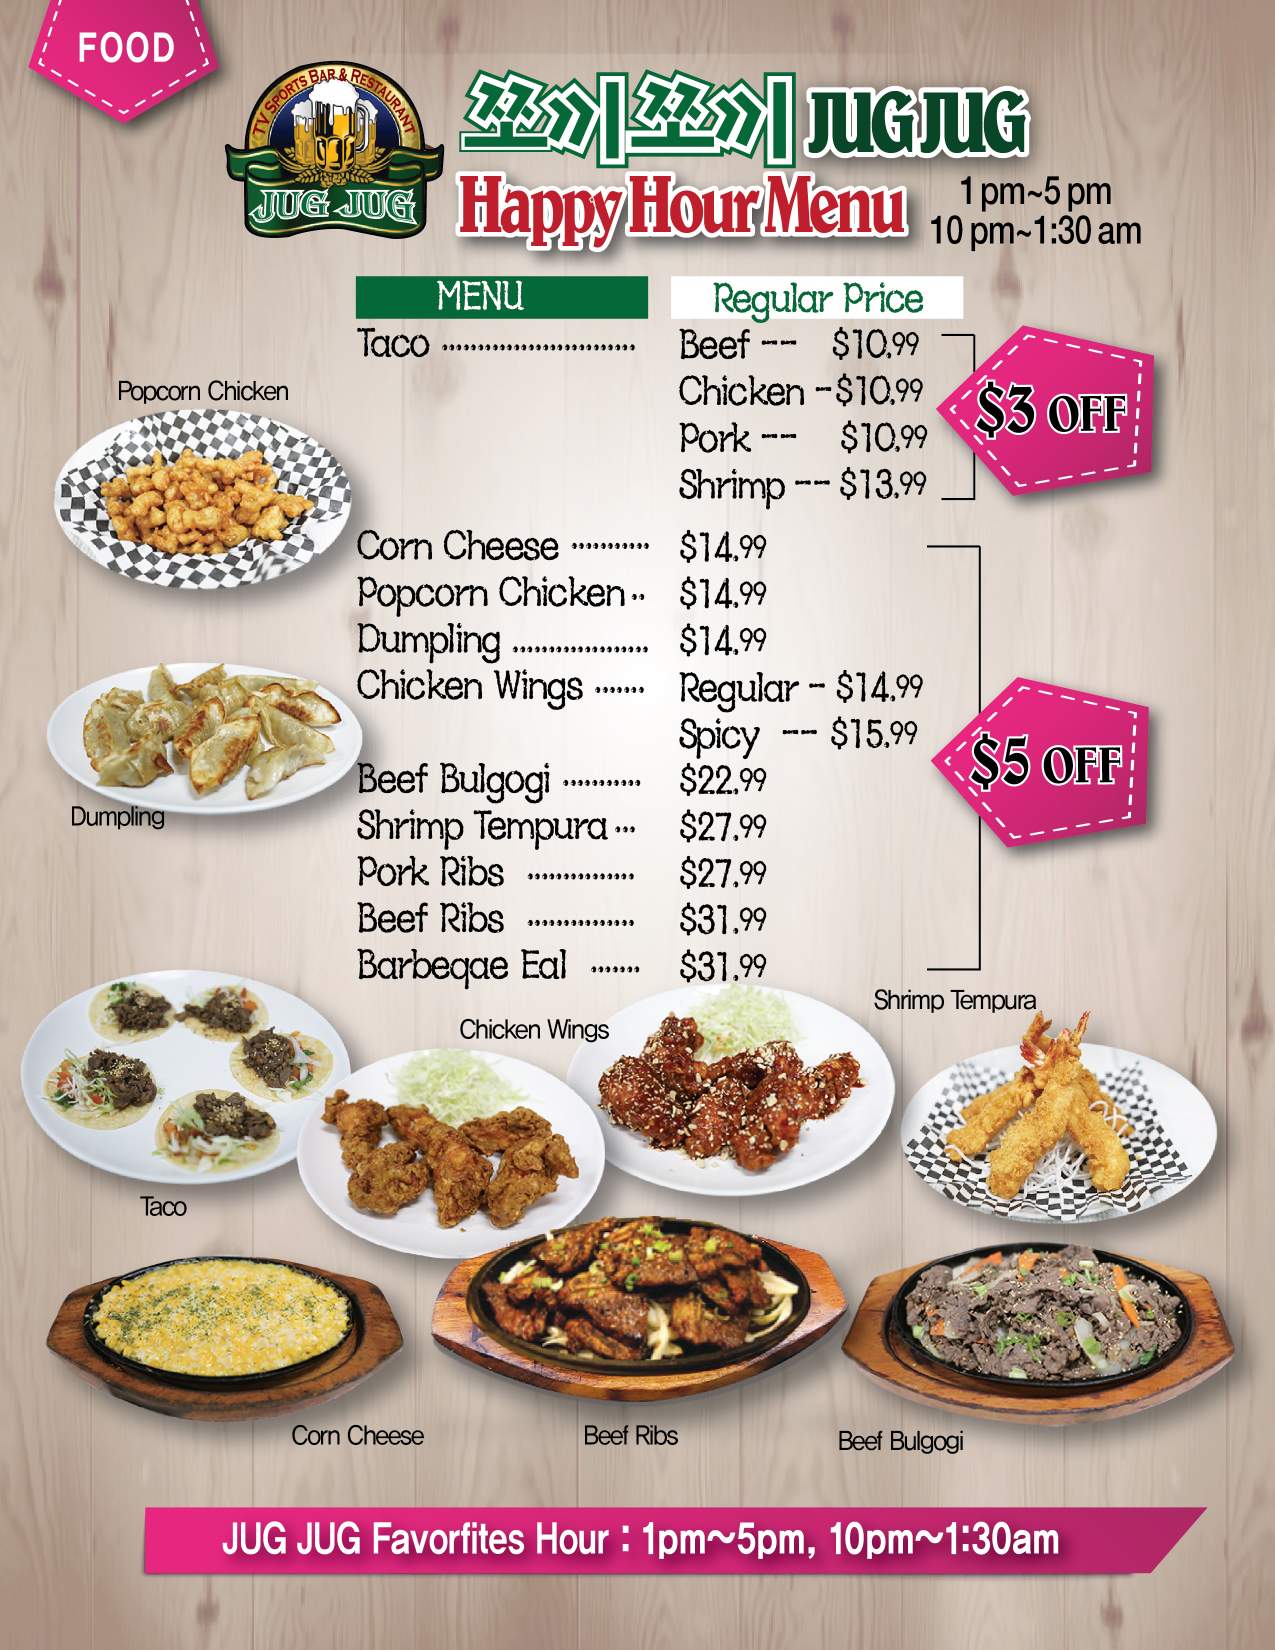 FOOD
TV SPORTS BAR & RESTAURANT
JUG JUG
쪼끼쪼끼 JUGJUG
Happy Hour Menu
1 pm~5 pm
10 pm~1:30 am
MENU Regular Price
Taco Beef -- $10.99
Chicken -$10.99
Pork -- $10.99
Shrimp -- $13.99
$3 OFF
Popcorn Chicken
Corn Cheese $14.99
Popcorn Chicken $14.99
Dumpling $14.99
Chicken Wings Regular - $14.99
Spicy -- $15.99
Beef Bulgogi $22.99
Shrimp Tempura $27.99
Pork Ribs $27.99
Beef Ribs $31.99
Barbeqae Eal $31.99
$5 OFF
Dumpling
Chicken Wings
Shrimp Tempura
Taco
Corn Cheese
Beef Ribs
Beef Bulgogi
JUG JUG Favorfites Hour : 1pm~5pm, 10pm~1:30am